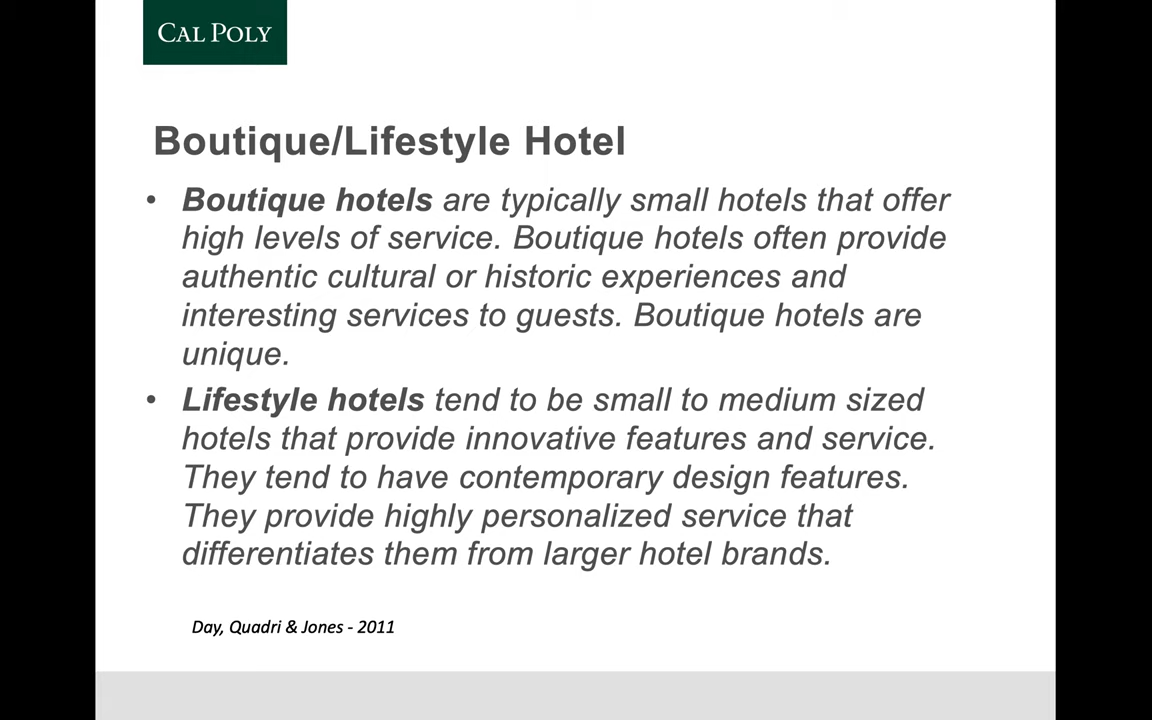 CAL POLY
Boutique/Lifestyle Hotel
• Boutique hotels are typically small hotels that offer
high levels of service. Boutique hotels often provide
authentic cultural or historic experiences and
interesting services to guests. Boutique hotels are
unique.
• Lifestyle hotels tend to be small to medium sized
hotels that provide innovative features and service.
They tend to have contemporary design features.
They provide highly personalized service that
differentiates them from larger hotel brands.
Day, Quadri & Jones - 2011